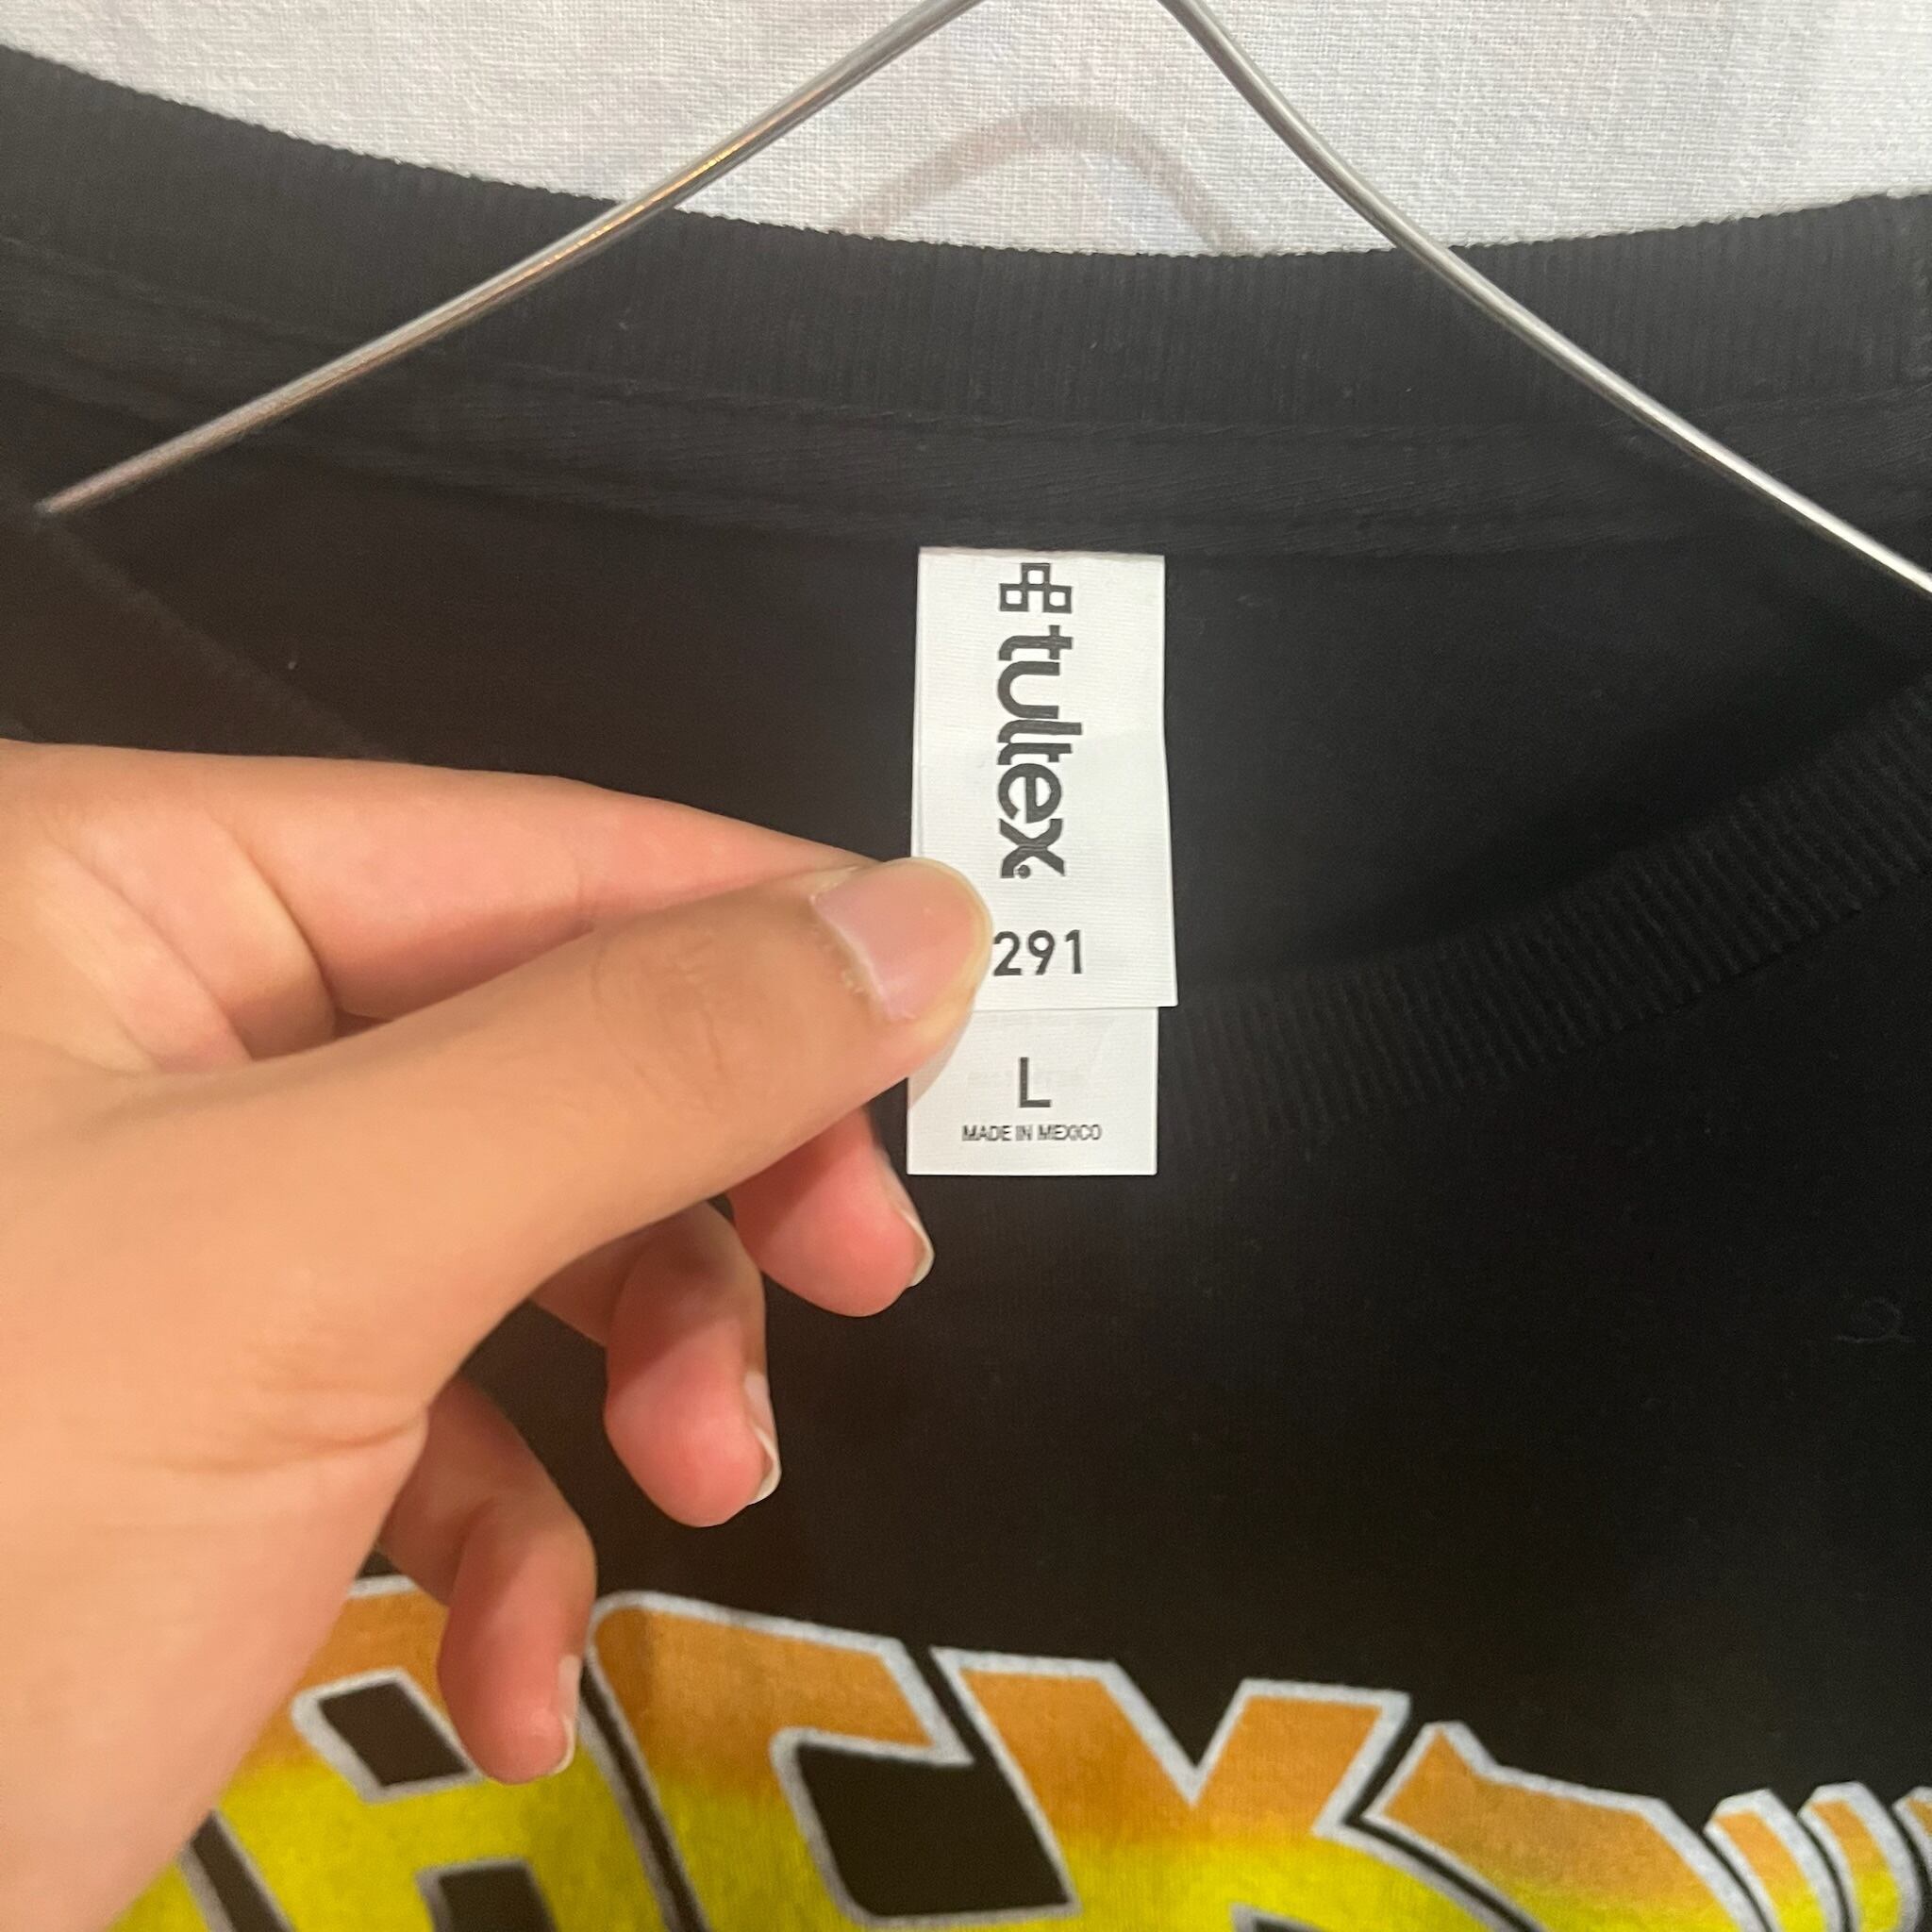 tultex
291
L
MADE IN MEXICO